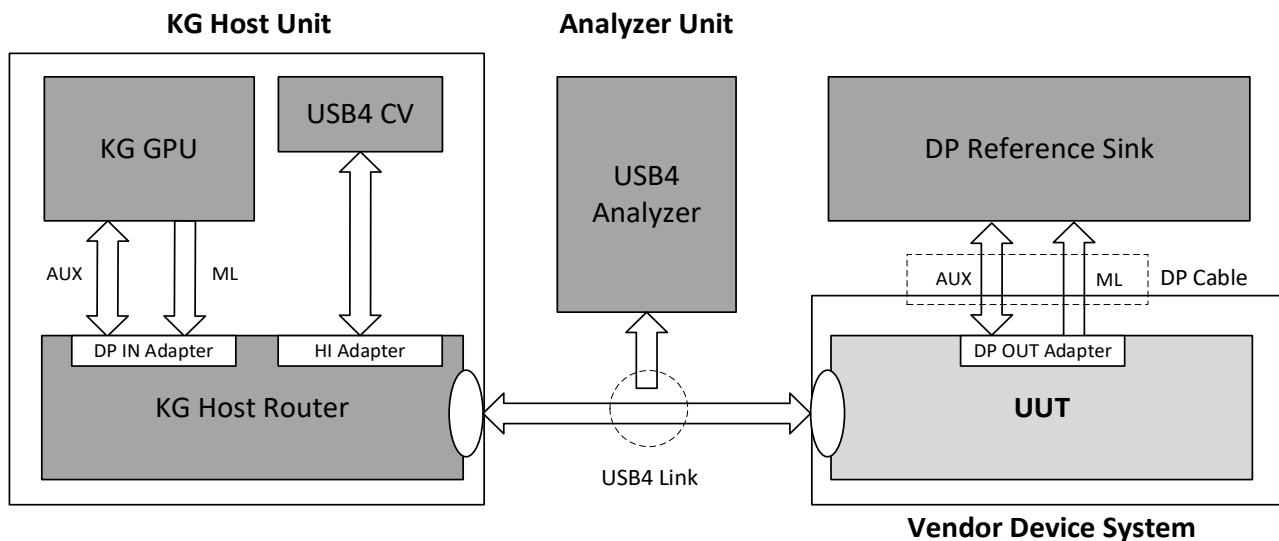 KG Host Unit
Analyzer Unit
KG GPU
USB4 CV
USB4
Analyzer
DP Reference Sink
AUX
ML
AUX
ML
DP Cable
DP IN Adapter
HI Adapter
DP OUT Adapter
KG Host Router
UUT
USB4 Link
Vendor Device System